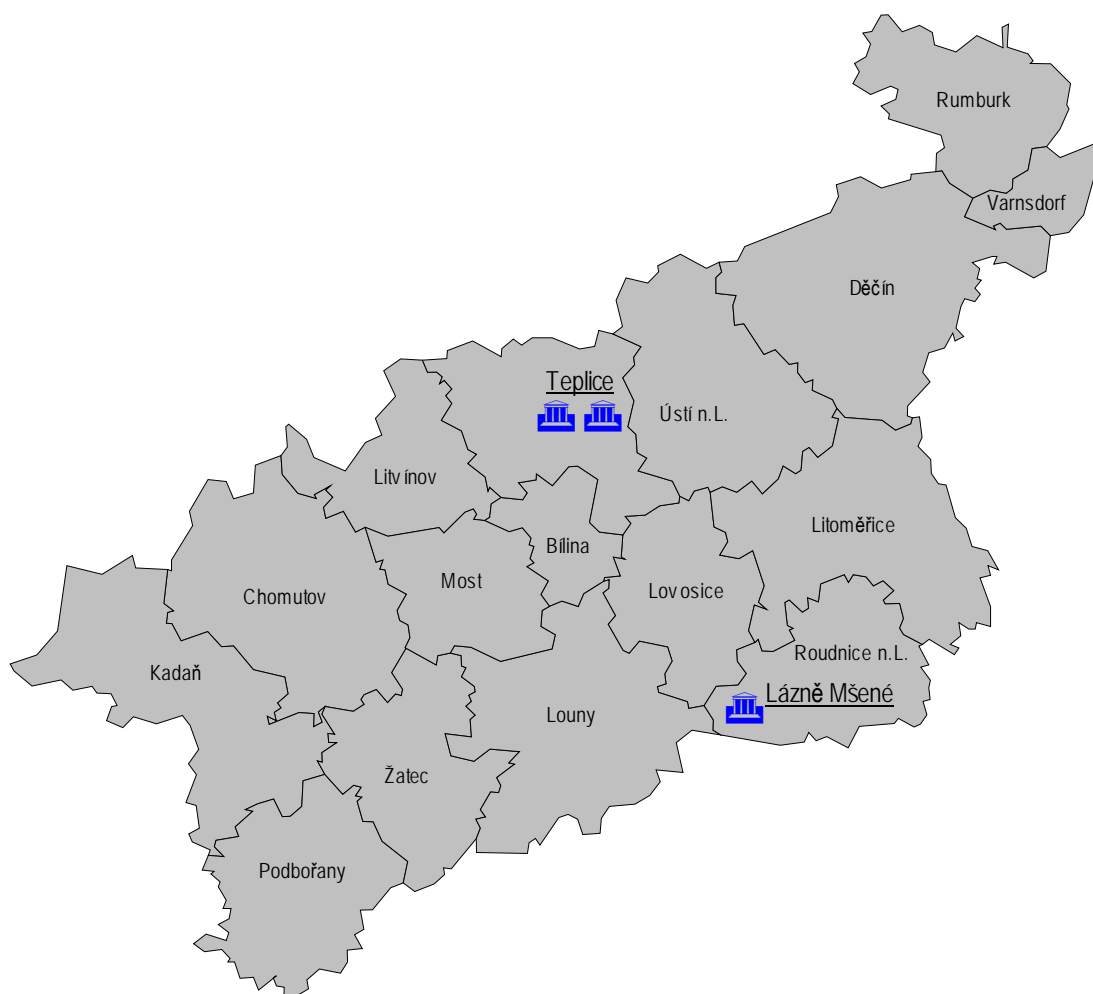 Rumburk
Varnsdorf
Děčín
Teplice
Ústí n.L.
Litvínov
Litoměřice
Bílina
Most
Lovosice
Chomutov
Roudnice n.L.
Kadaň
Lázně Mšené
Louny
Žatec
Podbořany